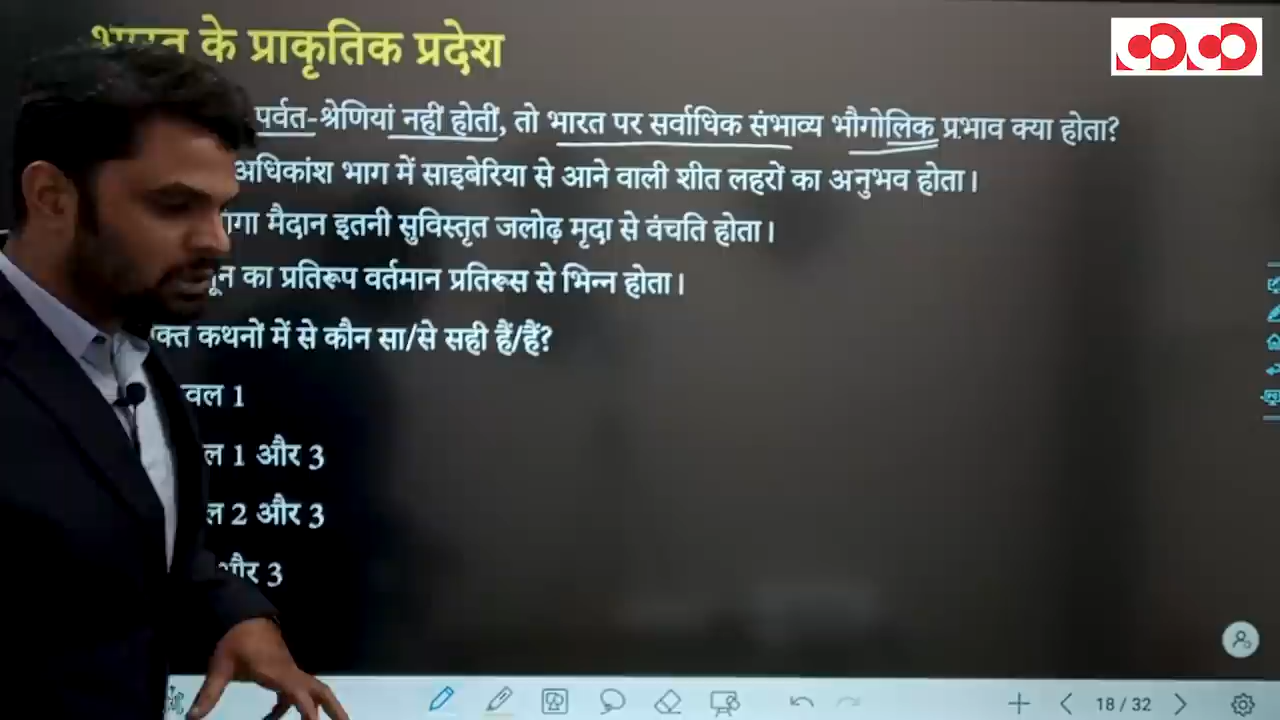 भारत के प्राकृतिक प्रदेश
पर्वत-श्रेणियां नहीं होतीं, तो भारत पर सर्वाधिक संभाव्य भौगोलिक प्रभाव क्या होता?
अधिकांश भाग में साइबेरिया से आने वाली शीत लहरों का अनुभव होता।
मैदान इतनी सुविस्तृत जलोढ़ मृदा से वंचति होता।
का प्रतिरूप वर्तमान प्रतिरूस से भिन्न होता।
कथनों में से कौन सा/से सही हैं/हैं?
1
1 और 3
2 और 3
और 3
18 / 32